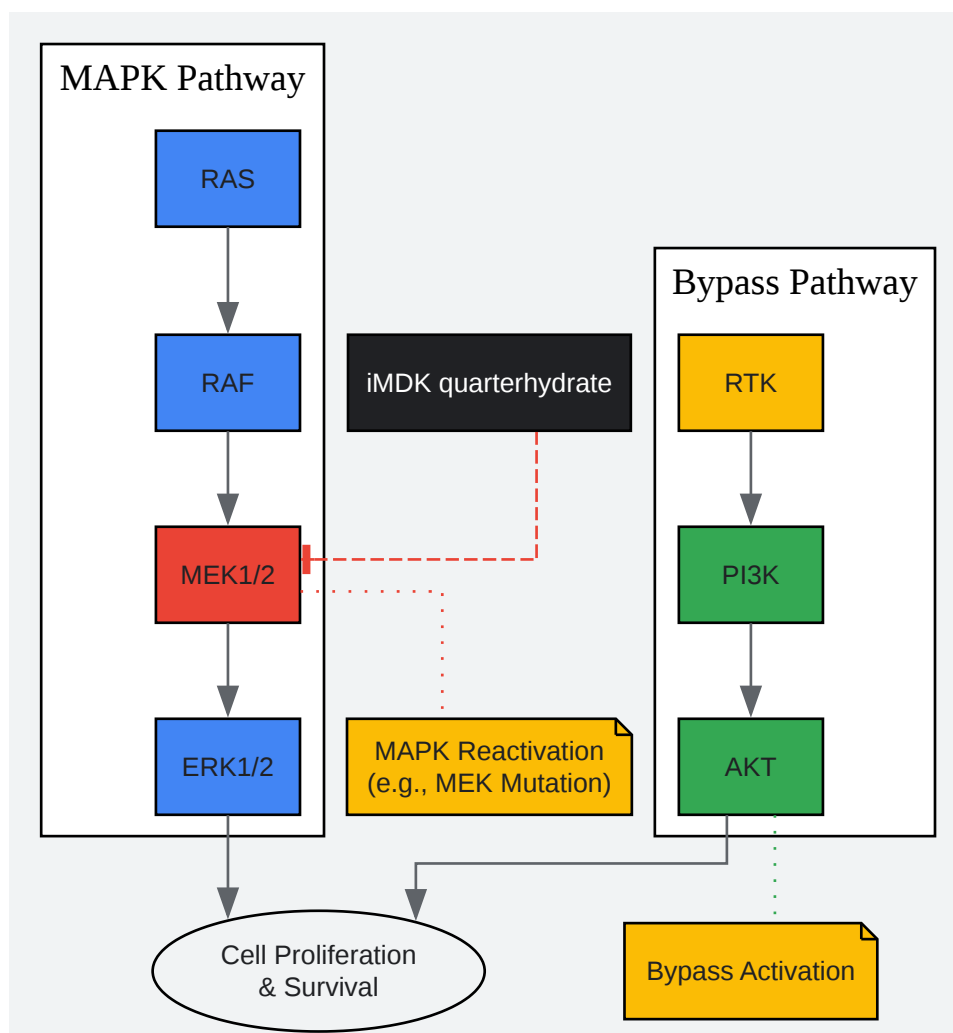 MAPK Pathway
RAS
Bypass Pathway
RAF
iMDK quarterhydrate
RTK
MEK1/2
PI3K
ERK1/2
MAPK Reactivation
(e.g., MEK Mutation)
AKT
Cell Proliferation
& Survival
Bypass Activation